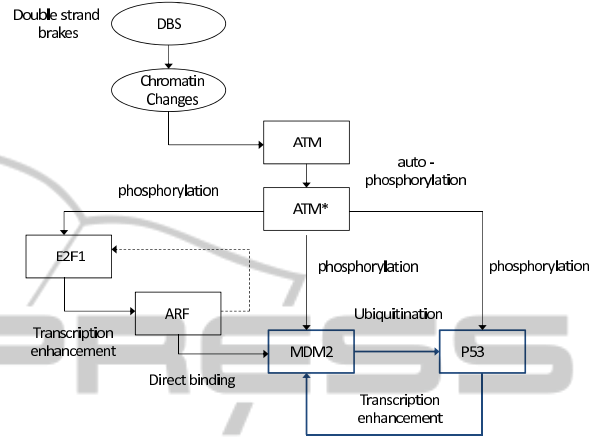 Double strand
brakes
DBS
Chromatin
Changes
ATM
auto -
phosphorylation
phosphorylation
ATM*
E2F1
phosphorylation
phosphorylation
ARF
Ubiquitination
Transcription
enhancement
MDM2
P53
Direct binding
Transcription
enhancement
PRESS